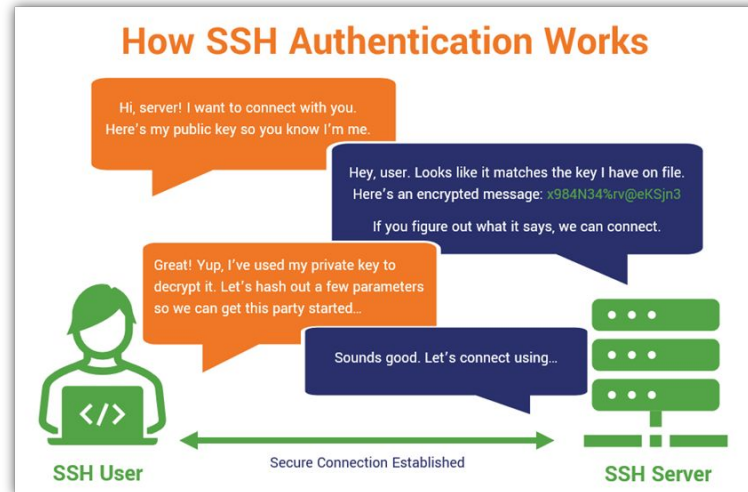 How SSH Authentication Works
Hi, server! I want to connect with you.
Here's my public key so you know I'm me.
Hey, user. Looks like it matches the key I have on file.
Here's an encrypted message: x984N34%rv@eKSjn3
If you figure out what it says, we can connect.
Great! Yup, I've used my private key to
decrypt it. Let's hash out a few parameters
so we can get this party started…
Sounds good. Let's connect using…
</>
Secure Connection Established
SSH User
SSH Server